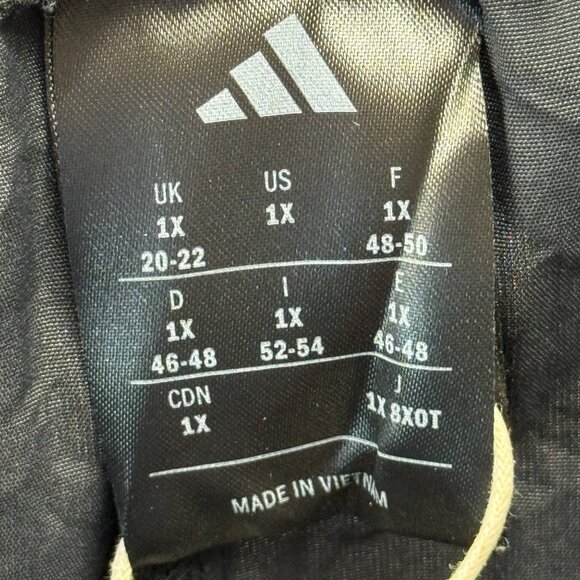 UK US F
1X 1X 1X
20-22 48-50
D I E
1X 1X 1X
46-48 52-54 46-48
CDN J
1X 1X 8XOT
MADE IN VIETNAM